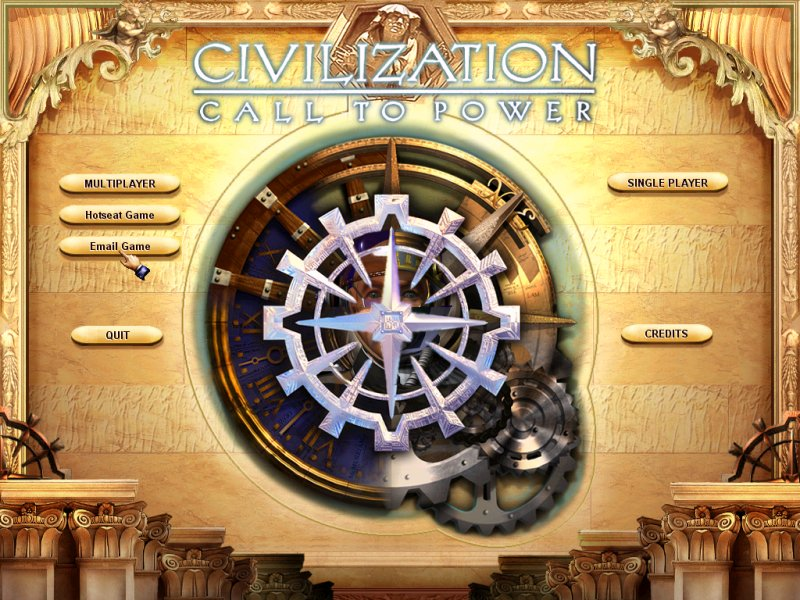 CIVILIZATION
CALL TO POWER
MULTIPLAYER
SINGLE PLAYER
Hotseat Game
Email Game
QUIT
CREDITS